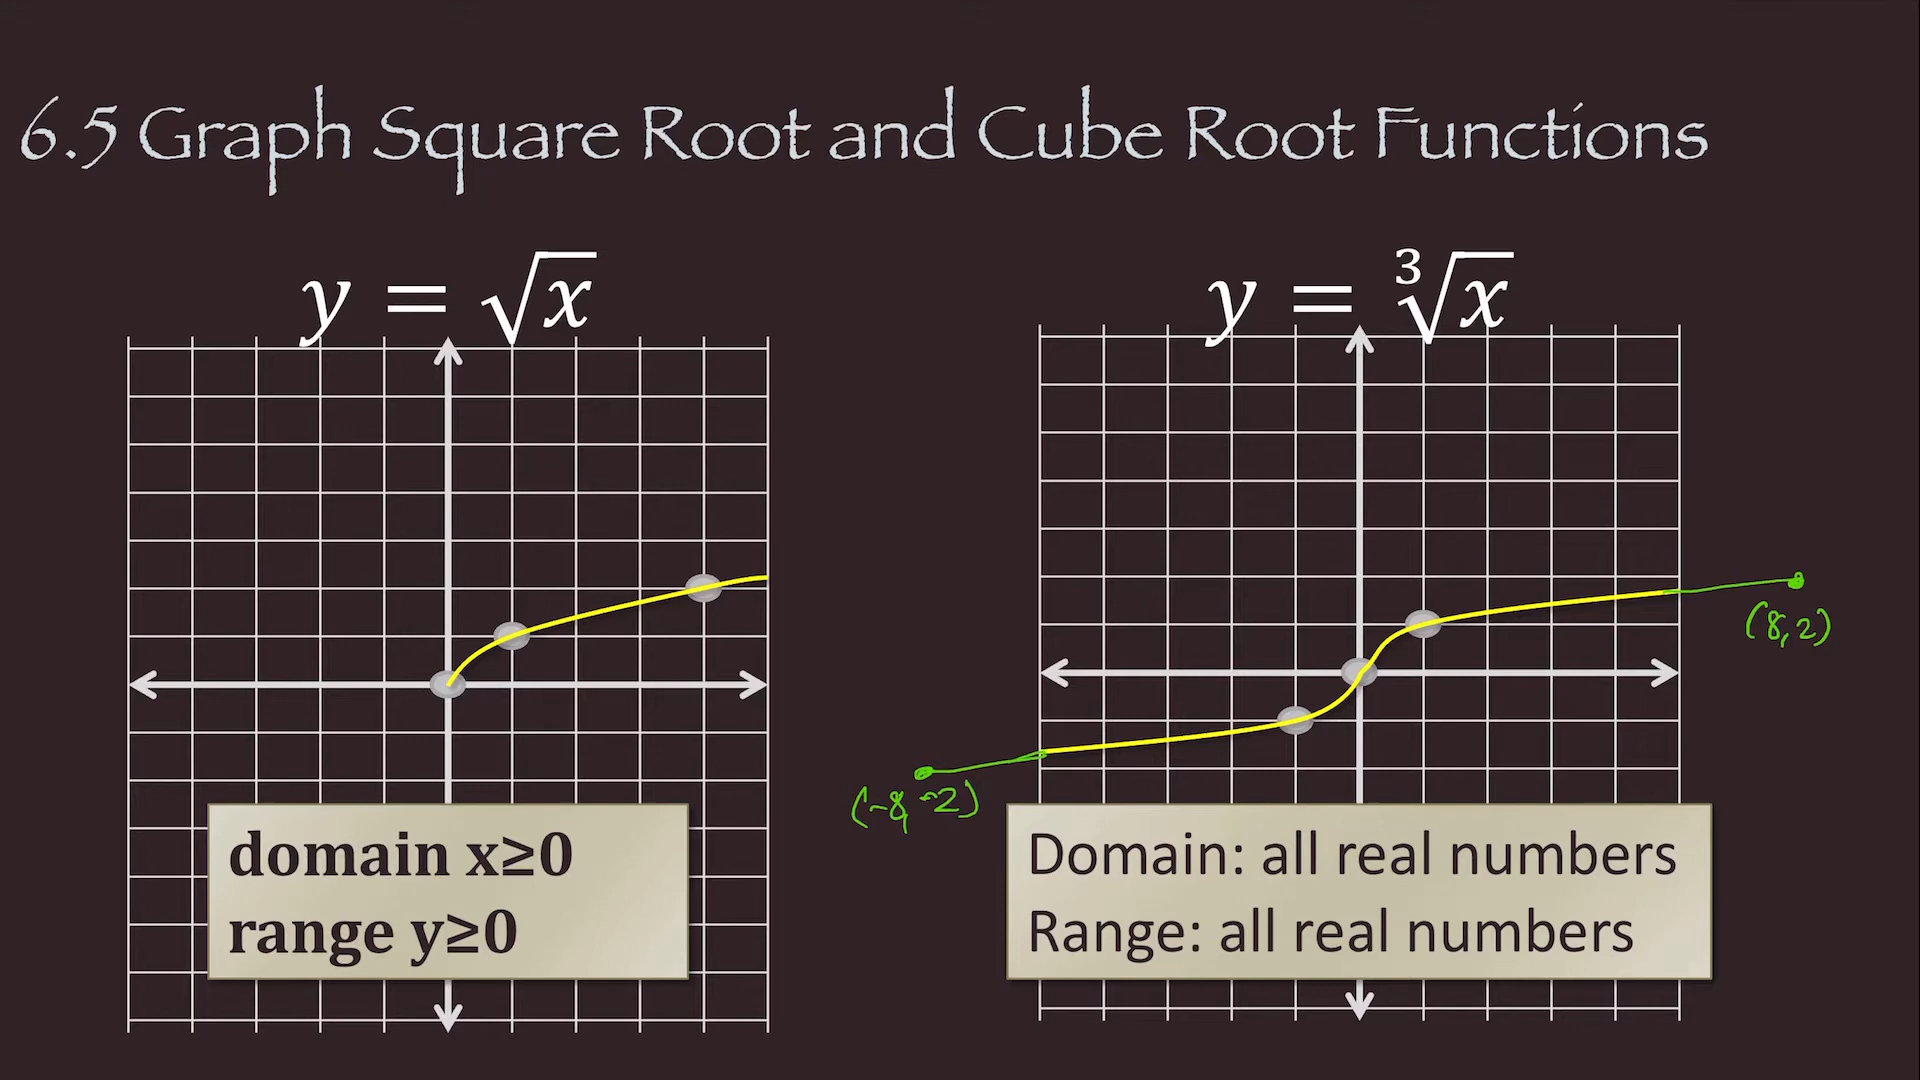 6.5 Graph Square Root and Cube Root Functions
y = √x
y = ∛x
(8,2)
(-8,-2)
domain x≥0
range y≥0
Domain: all real numbers
Range: all real numbers